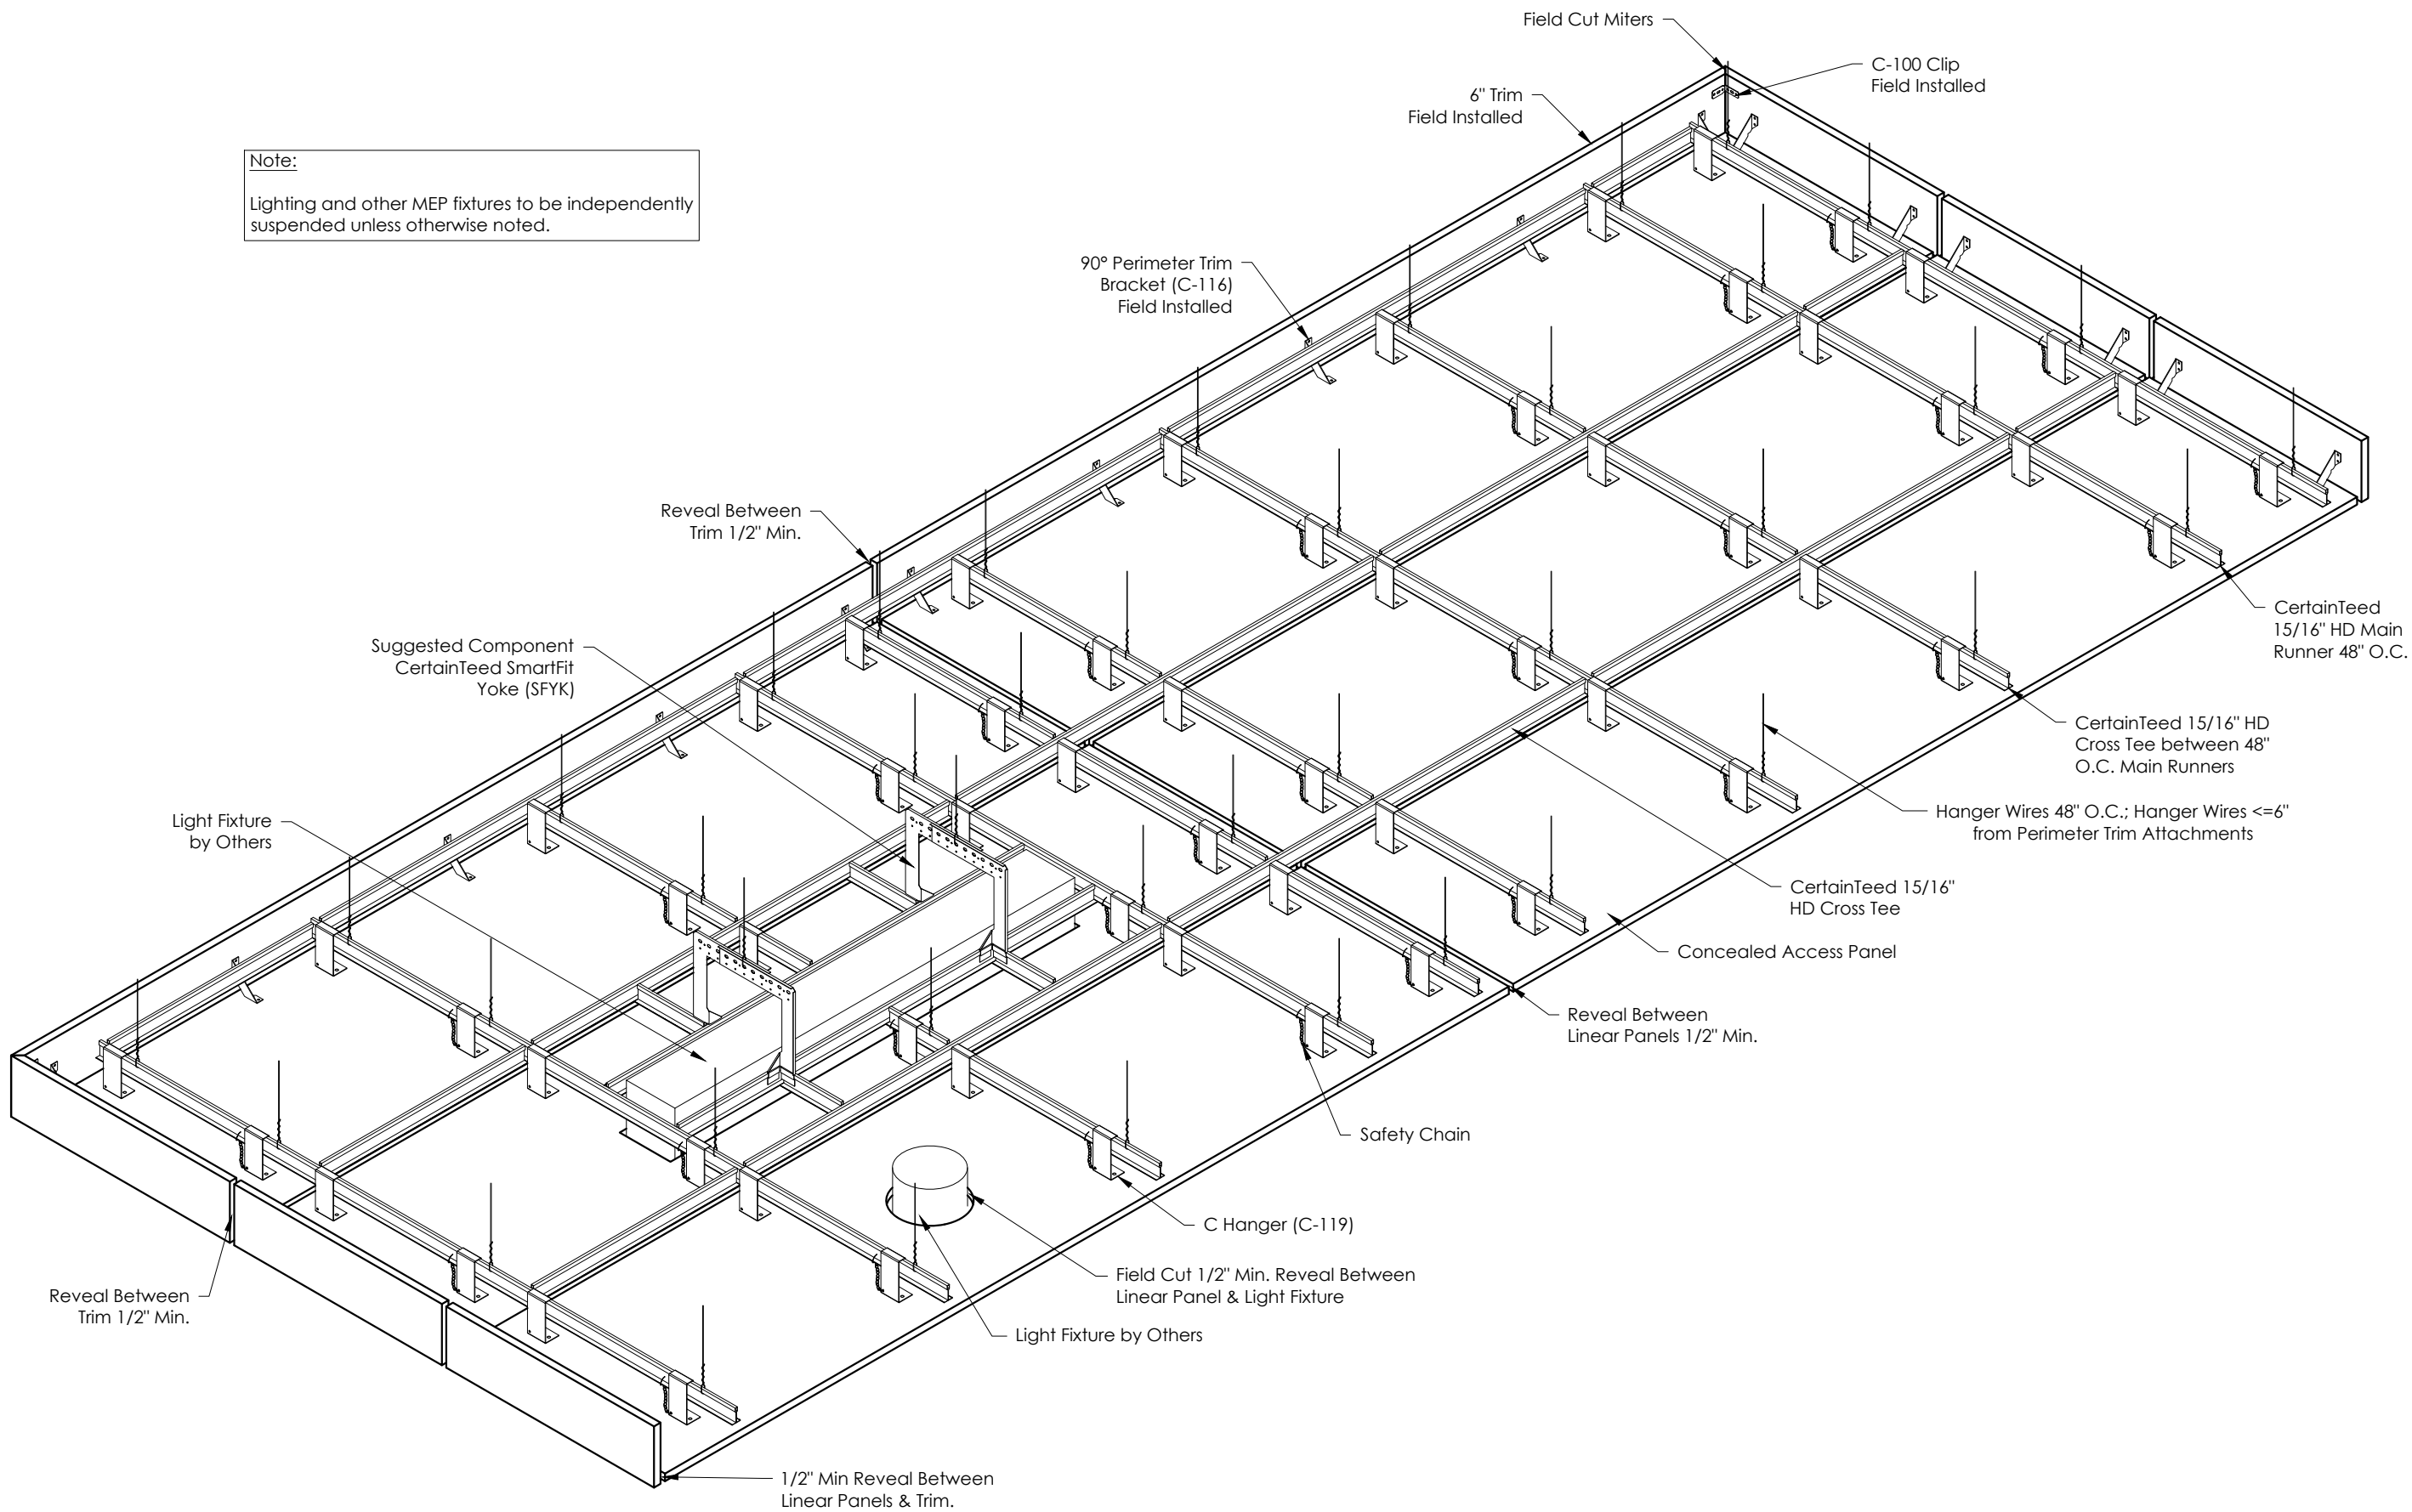 Field Cut Miters
C-100 Clip
Field Installed
6" Trim
Field Installed
Note:
Lighting and other MEP fixtures to be independently
suspended unless otherwise noted.
90° Perimeter Trim
Bracket (C-116)
Field Installed
Reveal Between
Trim 1/2" Min.
CertainTeed
15/16" HD Main
Runner 48" O.C.
Suggested Component
CertainTeed SmartFit
Yoke (SFYK)
CertainTeed 15/16" HD
Cross Tee between 48"
O.C. Main Runners
Hanger Wires 48" O.C.; Hanger Wires <=6"
from Perimeter Trim Attachments
Light Fixture
by Others
CertainTeed 15/16"
HD Cross Tee
Concealed Access Panel
Reveal Between
Linear Panels 1/2" Min.
Safety Chain
C Hanger (C-119)
Field Cut 1/2" Min. Reveal Between
Linear Panel & Light Fixture
Reveal Between
Trim 1/2" Min.
Light Fixture by Others
1/2" Min Reveal Between
Linear Panels & Trim.